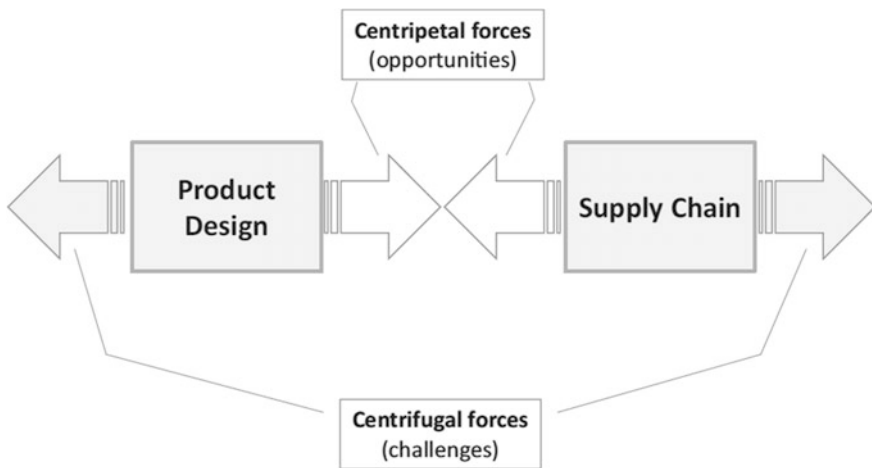 Centripetal forces
(opportunities)
Product
Design
Supply Chain
Centrifugal forces
(challenges)